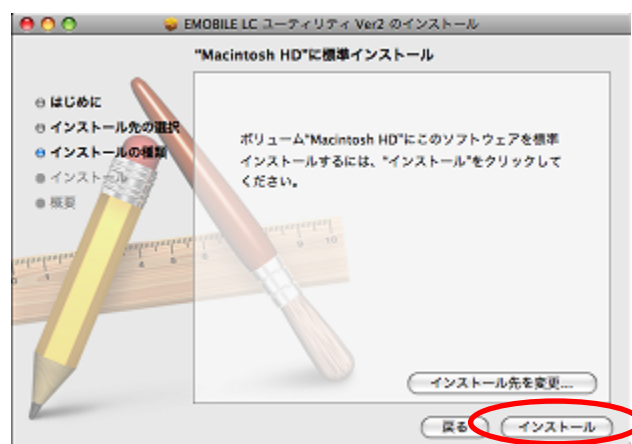 EMOBILE LC ユーティリティ Ver2 のインストール
"Macintosh HD"に標準インストール
はじめに
インストール先の選択
インストールの種類
インストール
概要
ボリューム"Macintosh HD"にこのソフトウェアを標準
インストールするには、"インストール"をクリックして
ください。
0 1 4 5 9 10
インストール先を変更...
戻る インストール